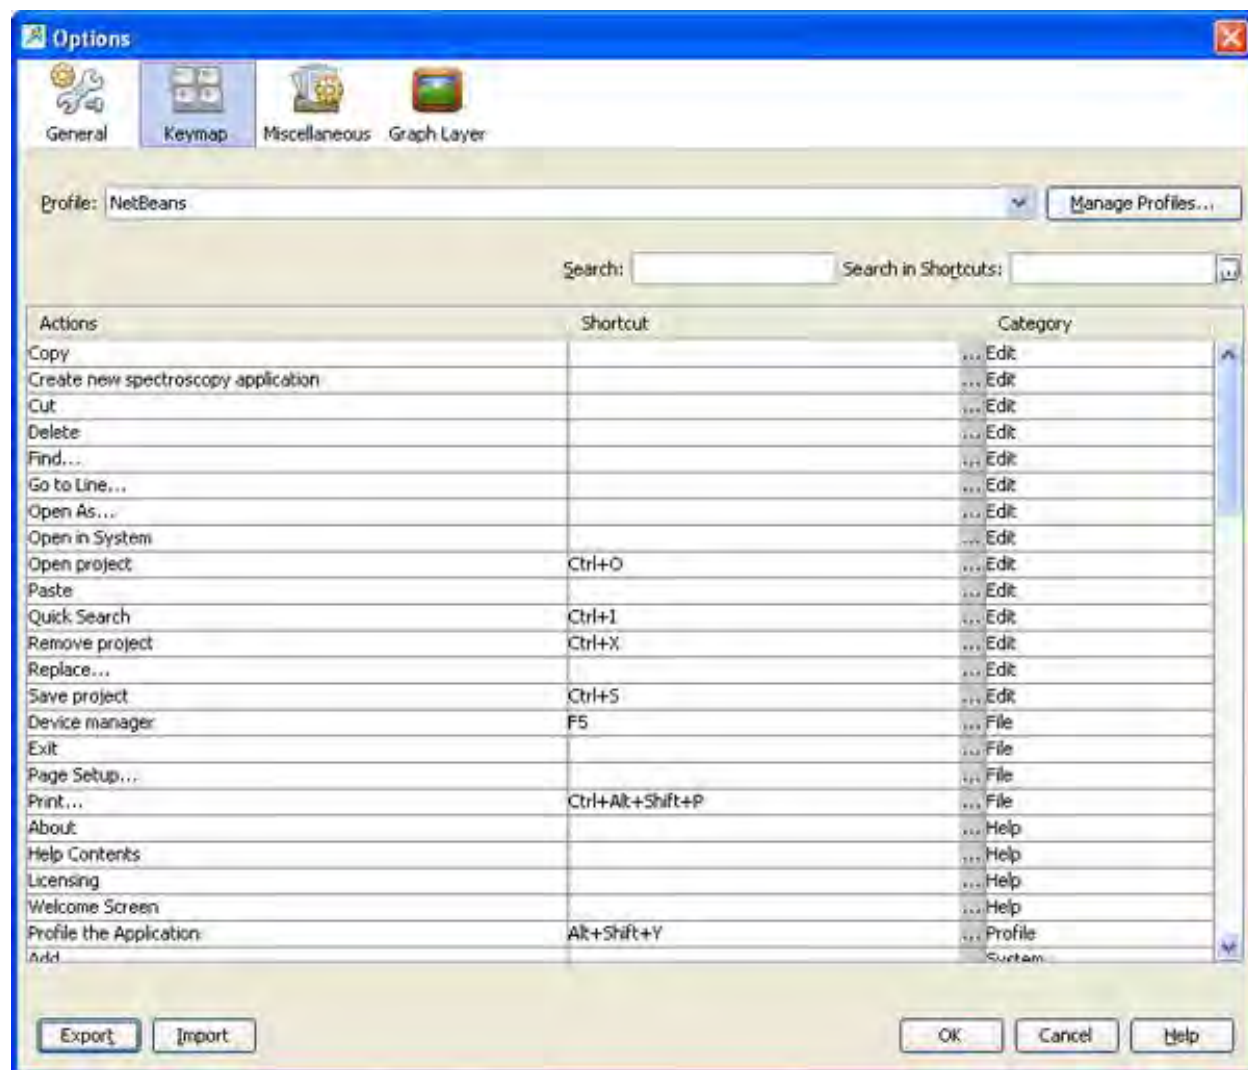 Options
General Keymap Miscellaneous Graph Layer
Profile: NetBeans Manage Profiles...
Search: Search in Shortcuts: ...
Actions Shortcut Category
Copy ... Edit
Create new spectroscopy application ... Edit
Cut ... Edit
Delete ... Edit
Find... ... Edit
Go to Line... ... Edit
Open As... ... Edit
Open in System ... Edit
Open project Ctrl+O ... Edit
Paste ... Edit
Quick Search Ctrl+I ... Edit
Remove project Ctrl+X ... Edit
Replace... ... Edit
Save project Ctrl+S ... Edit
Device manager F5 ... File
Exit ... File
Page Setup... ... File
Print... Ctrl+Alt+Shift+P ... File
About ... Help
Help Contents ... Help
Licensing ... Help
Welcome Screen ... Help
Profile the Application Alt+Shift+Y ... Profile
Add System
Export Import OK Cancel Help